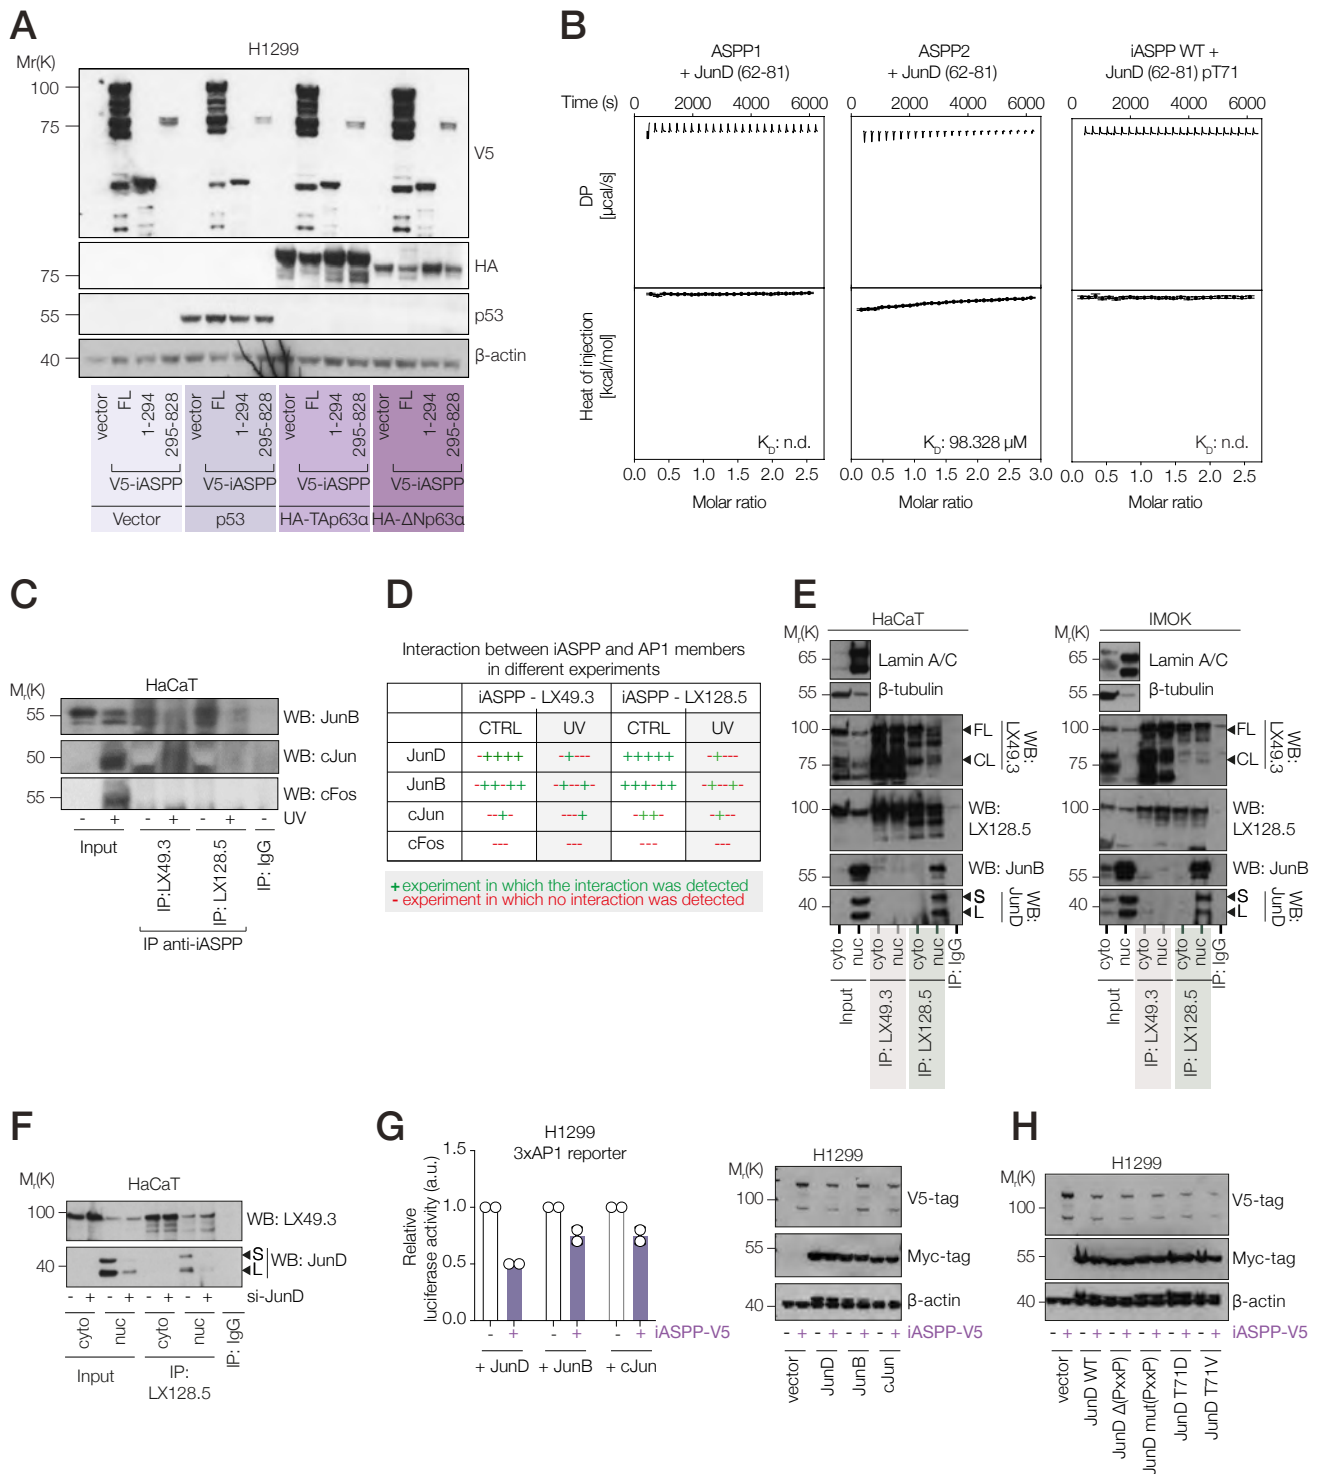 A
H1299
Mr(K)
100
75
V5
75
HA
55
p53
40
β-actin
vector
FL
1-294
295-828
vector
FL
1-294
295-828
vector
FL
1-294
295-828
vector
FL
1-294
295-828
V5-iASPP
V5-iASPP
V5-iASPP
V5-iASPP
Vector
p53
HA-TAp63α
HA-ΔNp63α
B
ASPP1
+ JunD (62-81)
ASPP2
+ JunD (62-81)
iASPP WT +
JunD (62-81) pT71
Time (s)
0 2000 4000 6000
0 2000 4000 6000
0 2000 4000 6000
DP
[µcal/s]
Heat of injection
[kcal/mol]
KD: n.d.
KD: 98.328 µM
KD: n.d.
0.0 0.5 1.0 1.5 2.0 2.5
0.0 0.5 1.0 1.5 2.0 2.5 3.0
0.0 0.5 1.0 1.5 2.0 2.5
Molar ratio
Molar ratio
Molar ratio
C
Mr(K)
HaCaT
55
WB: JunB
50
WB: cJun
55
WB: cFos
- + - + - + -
UV
Input
IP:LX49.3
IP: LX128.5
IP: IgG
IP anti-iASPP
D
Interaction between iASPP and AP1 members
in different experiments
iASPP - LX49.3
iASPP - LX128.5
CTRL
UV
CTRL
UV
JunD -++++ -+--- +++++ -+---
JunB -++-++ -+--+- +++-++ -+--+-
cJun --+- ---+ -++- -+--
cFos --- --- --- ---
+ experiment in which the interaction was detected
- experiment in which no interaction was detected
E
HaCaT
Mr(K)
65
Lamin A/C
55
β-tubulin
100
FL
75
CL
WB:
LX49.3
100
WB:
LX128.5
55
WB: JunB
40
S
L
WB:
JunD
cyto
nuc
cyto
nuc
cyto
nuc
IP: IgG
Input
IP: LX49.3
IP: LX128.5
IMOK
Mr(K)
65
Lamin A/C
55
β-tubulin
100
FL
75
CL
WB:
LX49.3
100
WB:
LX128.5
55
WB: JunB
40
S
L
WB:
JunD
cyto
nuc
cyto
nuc
cyto
nuc
IP: IgG
Input
IP: LX49.3
IP: LX128.5
F
Mr(K)
HaCaT
100
WB: LX49.3
40
S
L
WB: JunD
- + - + - + - +
si-JunD
cyto
nuc
cyto
nuc
IP: IgG
Input
IP:
LX128.5
G
H1299
3xAP1 reporter
Relative
luciferase activity (a.u.)
1.5
1.0
0.5
0.0
- + - + - +
iASPP-V5
+ JunD
+ JunB
+ cJun
H1299
Mr(K)
100
V5-tag
55
Myc-tag
40
β-actin
- + - + - + - +
iASPP-V5
vector
JunD
JunB
cJun
H
H1299
Mr(K)
100
V5-tag
55
Myc-tag
40
β-actin
- + - + - + - + - + - +
iASPP-V5
vector
JunD WT
JunD Δ(PxxP)
JunD mut(PxxP)
JunD T71D
JunD T71V